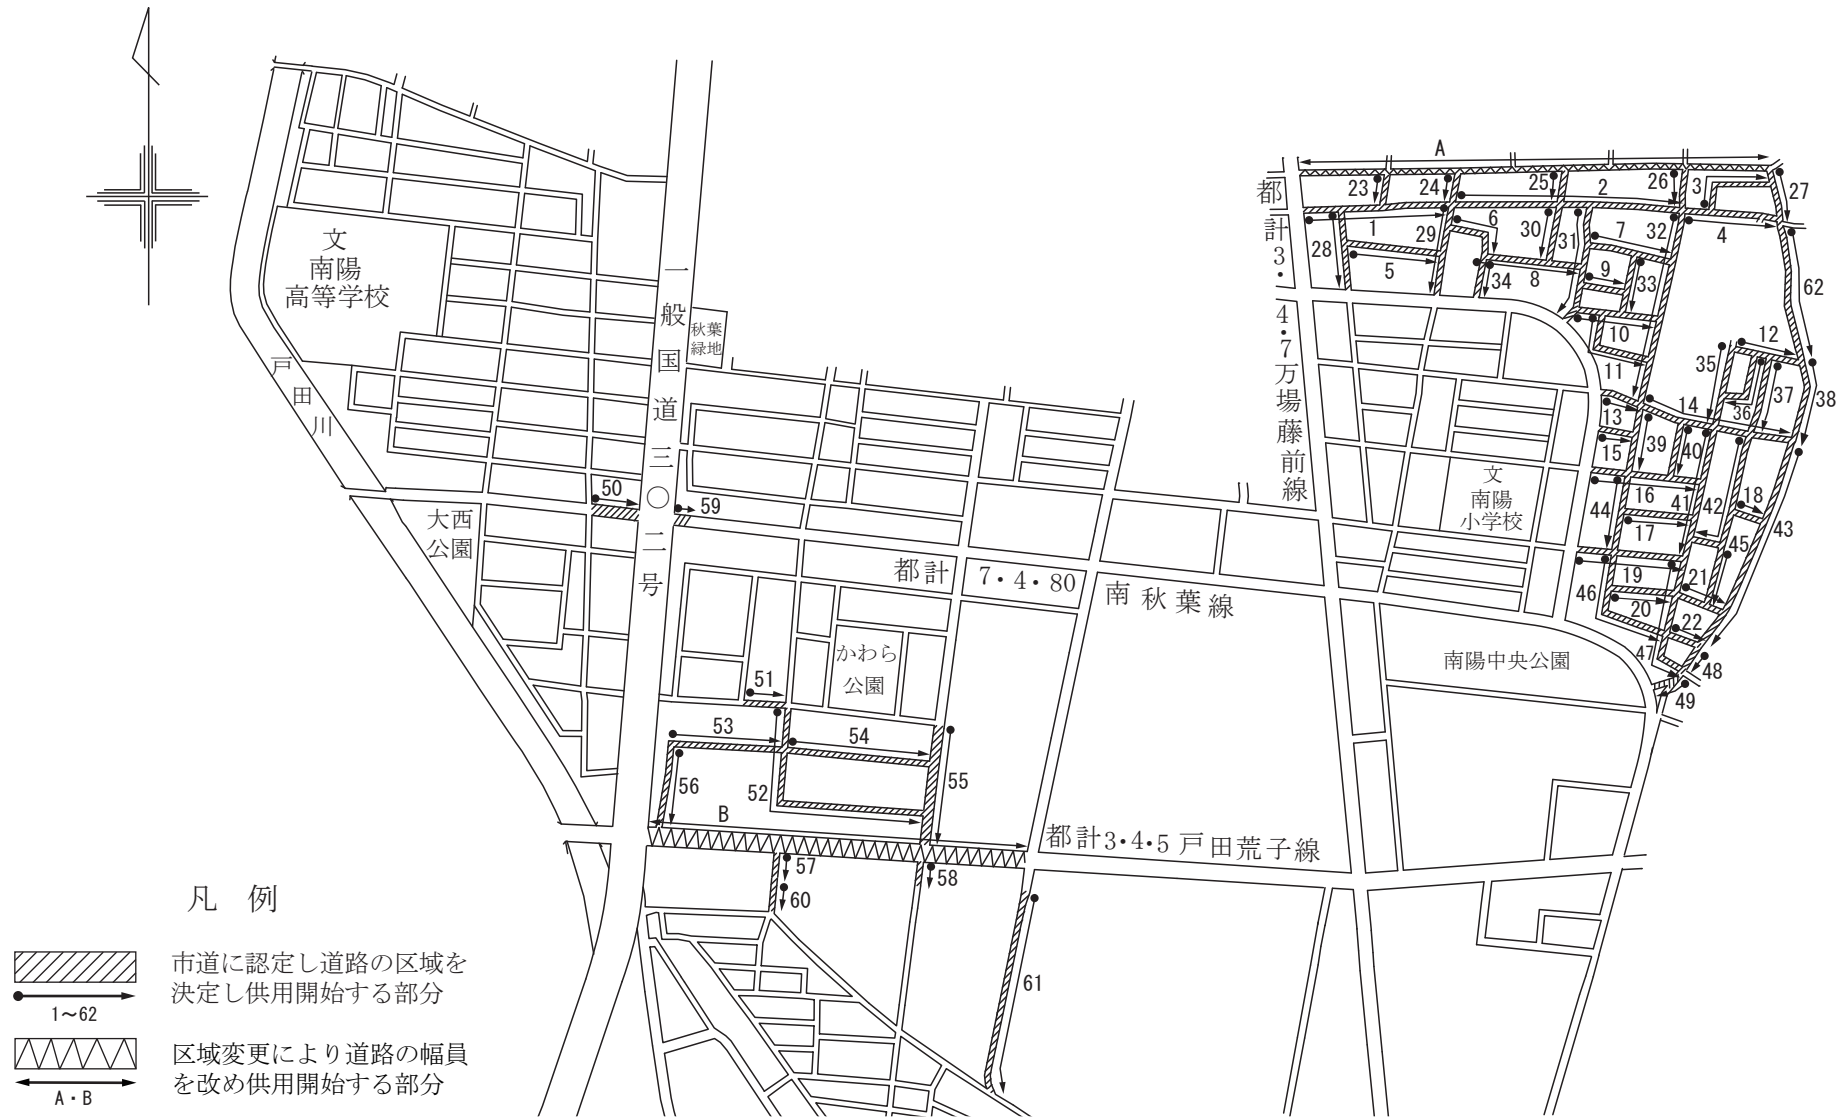 A
都計3・4・7万場藤前線
23
24
25
2
26
3
27
28
1
29
6
30
31
7
32
4
5
34
8
9
33
62
10
11
12
35
13
14
36
37
38
15
39
40
16
41
42
18
43
44
17
45
19
21
46
20
22
47
48
49
文
南陽
高等学校
一般国道三〇二号
秋葉
緑地
戸田川
大西
公園
50
59
都計 7・4・80 南秋葉線
文
南陽
小学校
かわら
公園
南陽中央公園
51
53
54
56
52
55
B
都計3・4・5戸田荒子線
57
58
60
61
凡 例
市道に認定し道路の区域を
決定し供用開始する部分
1～62
区域変更により道路の幅員
を改め供用開始する部分
A・B